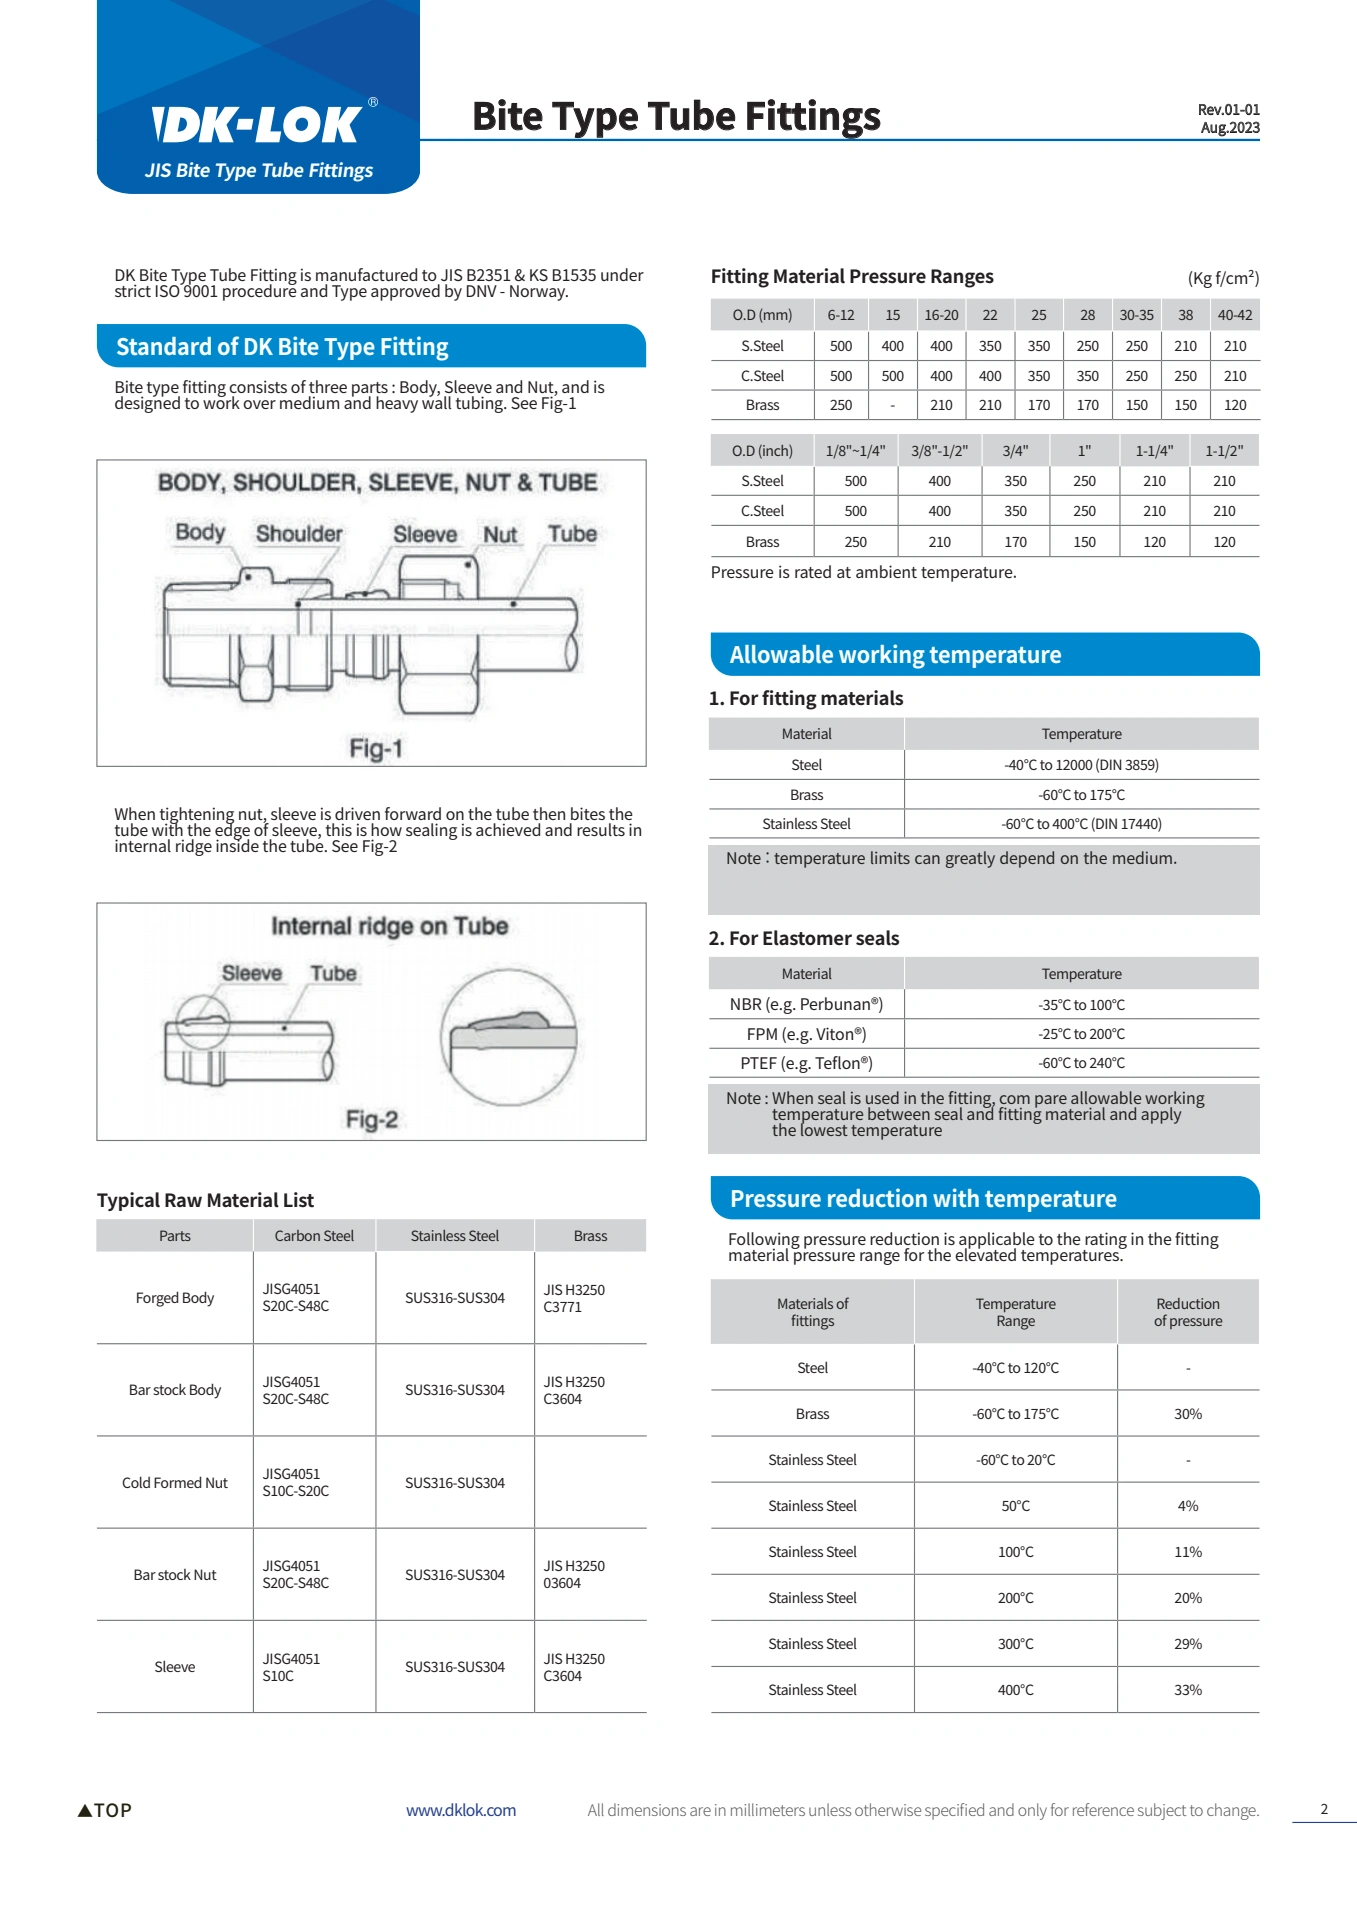 DK-LOK®
JIS Bite Type Tube Fittings
Bite Type Tube Fittings
Rev.01-01
Aug.2023
DK Bite Type Tube Fitting is manufactured to JIS B2351 & KS B1535 under
strict ISO 9001 procedure and Type approved by DNV - Norway.
Standard of DK Bite Type Fitting
Bite type fitting consists of three parts : Body, Sleeve and Nut, and is
designed to work over medium and heavy wall tubing. See Fig-1
BODY, SHOULDER, SLEEVE, NUT & TUBE
Body Shoulder Sleeve Nut Tube
Fig-1
When tightening nut, sleeve is driven forward on the tube then bites the
tube with the edge of sleeve, this is how sealing is achieved and results in
internal ridge inside the tube. See Fig-2
Internal ridge on Tube
Sleeve Tube
Fig-2
Typical Raw Material List
Parts Carbon Steel Stainless Steel Brass
Forged Body JISG4051 S20C-S48C SUS316-SUS304 JIS H3250 C3771
Bar stock Body JISG4051 S20C-S48C SUS316-SUS304 JIS H3250 C3604
Cold Formed Nut JISG4051 S10C-S20C SUS316-SUS304
Bar stock Nut JISG4051 S20C-S48C SUS316-SUS304 JIS H3250 03604
Sleeve JISG4051 S10C SUS316-SUS304 JIS H3250 C3604
Fitting Material Pressure Ranges (Kg f/cm²)
O.D (mm) 6-12 15 16-20 22 25 28 30-35 38 40-42
S.Steel 500 400 400 350 350 250 250 210 210
C.Steel 500 500 400 400 350 350 250 250 210
Brass 250 - 210 210 170 170 150 150 120
O.D (inch) 1/8"~1/4" 3/8"-1/2" 3/4" 1" 1-1/4" 1-1/2"
S.Steel 500 400 350 250 210 210
C.Steel 500 400 350 250 210 210
Brass 250 210 170 150 120 120
Pressure is rated at ambient temperature.
Allowable working temperature
1. For fitting materials
Material Temperature
Steel -40°C to 12000 (DIN 3859)
Brass -60°C to 175°C
Stainless Steel -60°C to 400°C (DIN 17440)
Note : temperature limits can greatly depend on the medium.
2. For Elastomer seals
Material Temperature
NBR (e.g. Perbunan®) -35°C to 100°C
FPM (e.g. Viton®) -25°C to 200°C
PTEF (e.g. Teflon®) -60°C to 240°C
Note : When seal is used in the fitting, com pare allowable working
temperature between seal and fitting material and apply
the lowest temperature
Pressure reduction with temperature
Following pressure reduction is applicable to the rating in the fitting
material pressure range for the elevated temperatures.
Materials of fittings Temperature Range Reduction of pressure
Steel -40°C to 120°C -
Brass -60°C to 175°C 30%
Stainless Steel -60°C to 20°C -
Stainless Steel 50°C 4%
Stainless Steel 100°C 11%
Stainless Steel 200°C 20%
Stainless Steel 300°C 29%
Stainless Steel 400°C 33%
▲TOP
www.dklok.com
All dimensions are in millimeters unless otherwise specified and only for reference subject to change.
2